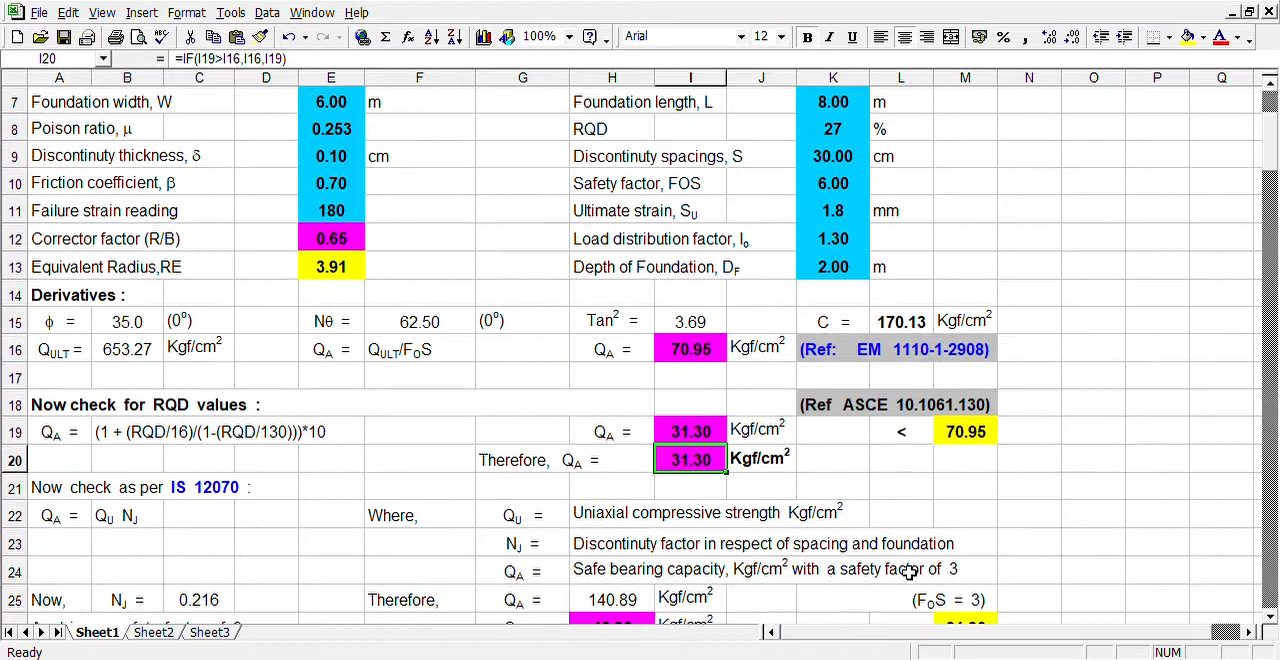 File Edit View Insert Format Tools Data Window Help
100% Arial 12 B I U
I20 = =IF(I19>I16,I16,I19)
A B C D E F G H I J K L M N O P Q
7 Foundation width, W 6.00 m Foundation length, L 8.00 m
8 Poison ratio, μ 0.253 RQD 27 %
9 Discontinuty thickness, δ 0.10 cm Discontinuty spacings, S 30.00 cm
10 Friction coefficient, β 0.70 Safety factor, FOS 6.00
11 Failure strain reading 180 Ultimate strain, SU 1.8 mm
12 Corrector factor (R/B) 0.65 Load distribution factor, Io 1.30
13 Equivalent Radius,RE 3.91 Depth of Foundation, DF 2.00 m
14 Derivatives :
15 ϕ = 35.0 (0⁰) Nθ = 62.50 (0⁰) Tan² = 3.69 C = 170.13 Kgf/cm²
16 QULT = 653.27 Kgf/cm² QA = QULT/FOS QA = 70.95 Kgf/cm² (Ref: EM 1110-1-2908)
17
18 Now check for RQD values : (Ref ASCE 10.1061.130)
19 QA = (1 + (RQD/16)/(1-(RQD/130)))*10 QA = 31.30 Kgf/cm² < 70.95
20 Therefore, QA = 31.30 Kgf/cm²
21 Now check as per IS 12070 :
22 QA = QU NJ Where, QU = Uniaxial compressive strength Kgf/cm²
23 NJ = Discontinuty factor in respect of spacing and foundation
24 QA = Safe bearing capacity, Kgf/cm² with a safety factor of 3
25 Now, NJ = 0.216 Therefore, QA = 140.89 Kgf/cm² (FOS = 3)
Sheet1 Sheet2 Sheet3
Ready NUM